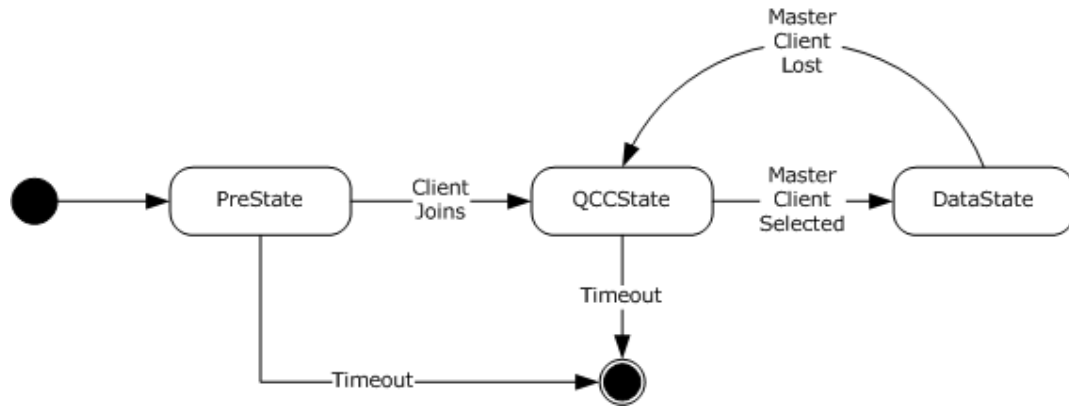 Master
Client
Lost
PreState
Client
Joins
QCCState
Master
Client
Selected
DataState
Timeout
Timeout